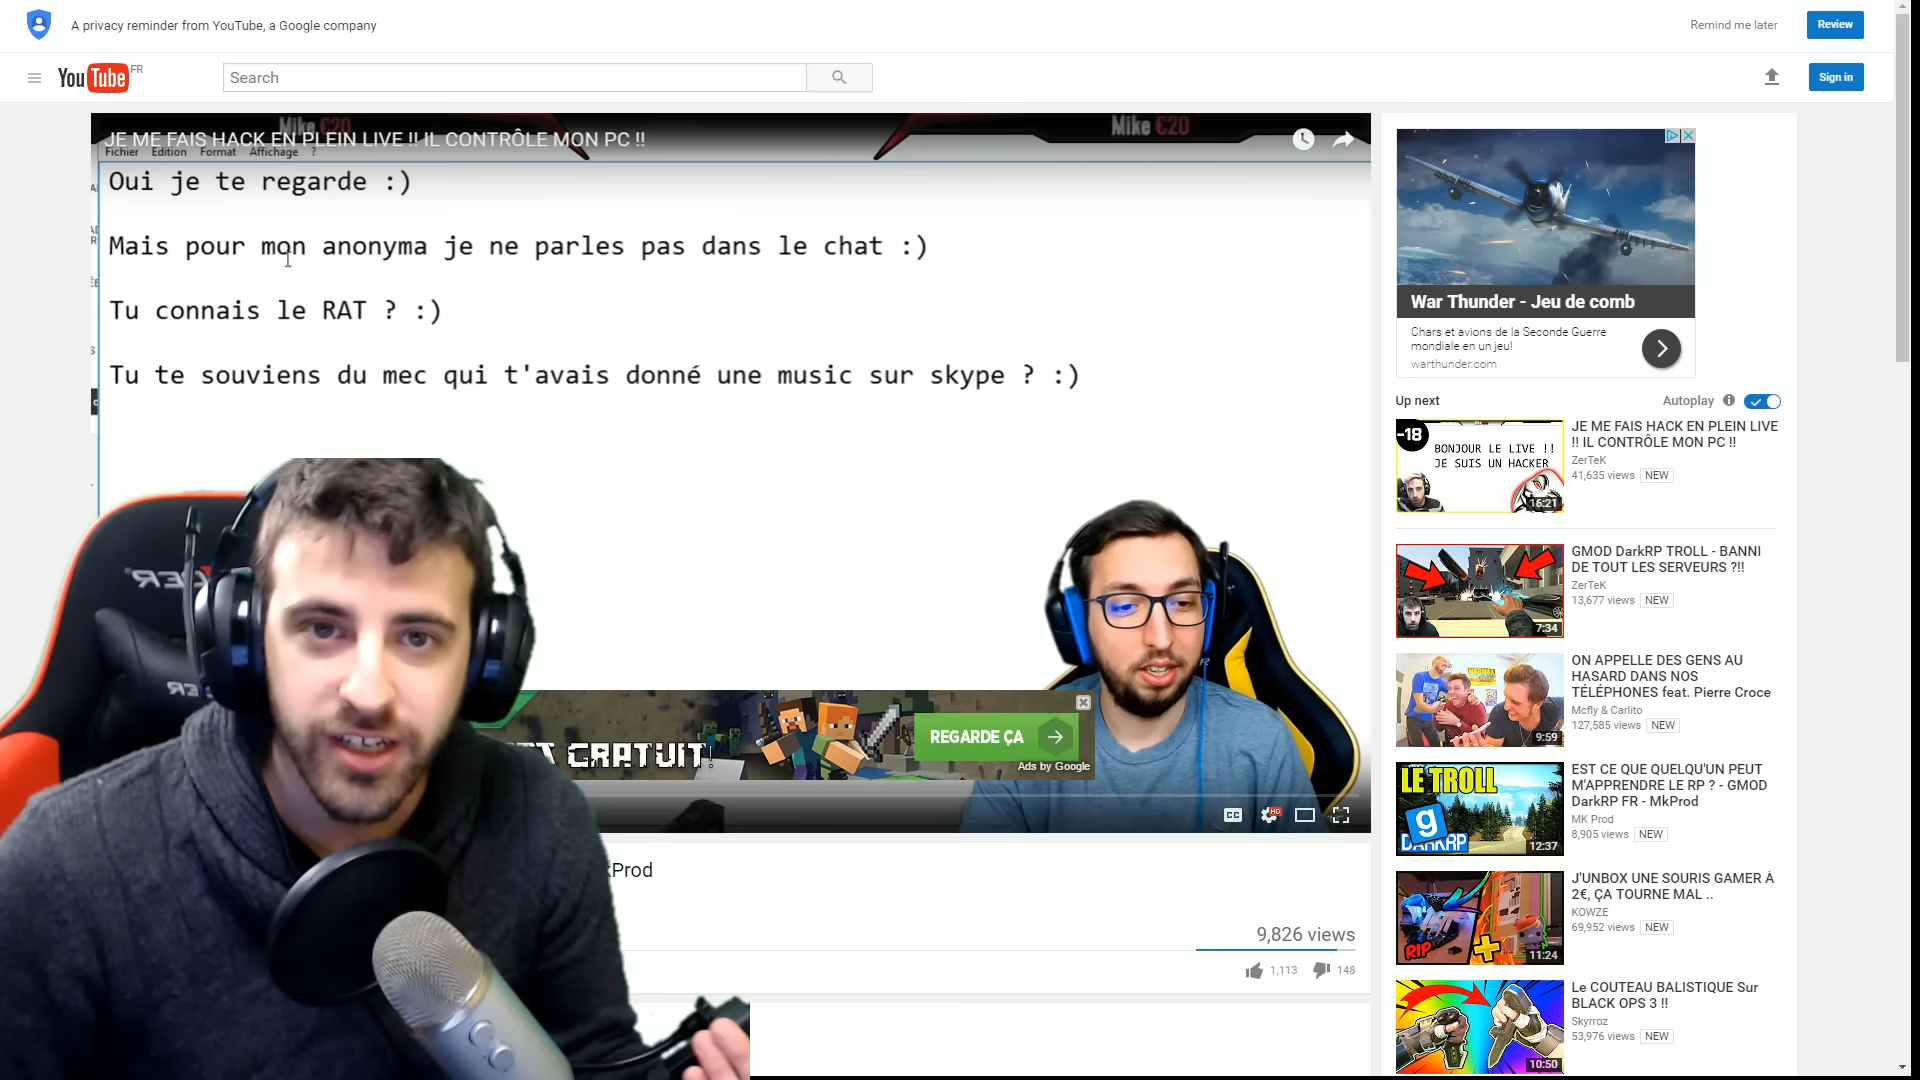 A privacy reminder from YouTube, a Google company
Remind me later
Review
YouTube FR
Search
Sign in
Mike €20
Mike €20
JE ME FAIS HACK EN PLEIN LIVE !! IL CONTRÔLE MON PC !!
Fichier Edition Format Affichage ?
Oui je te regarde :)
Mais pour mon anonyma je ne parles pas dans le chat :)
Tu connais le RAT ? :)
Tu te souviens du mec qui t'avais donné une music sur skype ? :)
GRATUIT!
REGARDE ÇA
Ads by Google
CC
HD
kProd
9,826 views
1,113
148
War Thunder - Jeu de comb
Chars et avions de la Seconde Guerre
mondiale en un jeu!
warthunder.com
Up next
Autoplay
-18
BONJOUR LE LIVE !!
JE SUIS UN HACKER
16:21
JE ME FAIS HACK EN PLEIN LIVE
!! IL CONTRÔLE MON PC !!
ZerTeK
41,635 views NEW
7:34
GMOD DarkRP TROLL - BANNI
DE TOUT LES SERVEURS ?!!
ZerTeK
13,677 views NEW
9:59
ON APPELLE DES GENS AU
HASARD DANS NOS
TÉLÉPHONES feat. Pierre Croce
Mcfly & Carlito
127,585 views NEW
LE TROLL
g
DARKRP
12:37
EST CE QUE QUELQU'UN PEUT
M'APPRENDRE LE RP ? - GMOD
DarkRP FR - MkProd
MK Prod
8,905 views NEW
RIP
11:24
J'UNBOX UNE SOURIS GAMER À
2€, ÇA TOURNE MAL ..
KOWZE
69,952 views NEW
10:50
Le COUTEAU BALISTIQUE Sur
BLACK OPS 3 !!
Skyrroz
53,976 views NEW